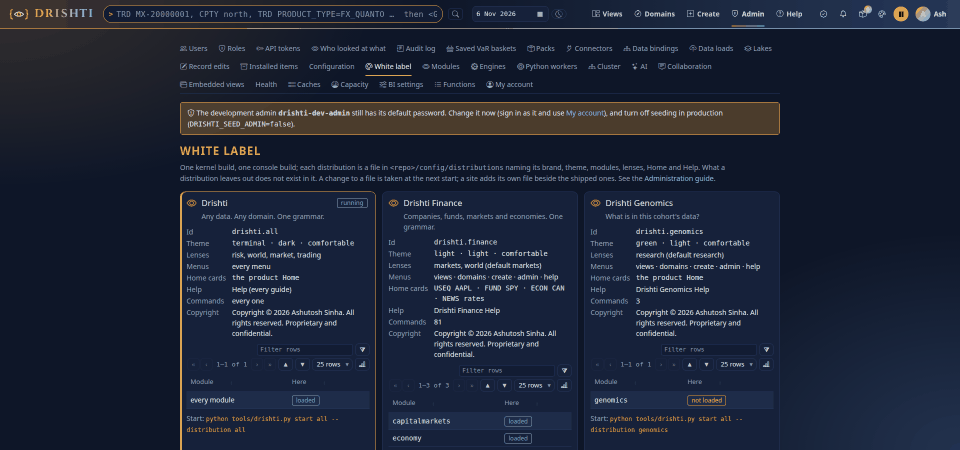 {👁} DRISHTI
> TRD MX-20000001, CPTY north, TRD PRODUCT_TYPE=FX_QUANTO … then <G
6 Nov 2026
Views Domains Create Admin Help Ash
Users Roles API tokens Who looked at what Audit log Saved VaR baskets Packs Connectors Data bindings Data loads Lakes
Record edits Installed items Configuration White label Modules Engines Python workers Cluster AI Collaboration
Embedded views Health Caches Capacity BI settings Functions My account
The development admin drishti-dev-admin still has its default password. Change it now (sign in as it and use My account), and turn off seeding in production
(DRISHTI_SEED_ADMIN=false).
WHITE LABEL
One kernel build, one console build; each distribution is a file in <repo>/config/distributions naming its brand, theme, modules, lenses, Home and Help. What a
distribution leaves out does not exist in it. A change to a file is taken at the next start; a site adds its own file beside the shipped ones. See the Administration guide.
Drishti running
Any data. Any domain. One grammar.
Id drishti.all
Theme terminal · dark · comfortable
Lenses risk, world, market, trading
Menus every menu
Home cards the product Home
Help Help (every guide)
Commands every one
Copyright Copyright © 2026 Ashutosh Sinha. All
rights reserved. Proprietary and
confidential.
Filter rows
« ‹ 1–1 of 1 › » ▲ ▼ 25 rows
Module Here
every module loaded
Start: python tools/drishti.py start all --
distribution all
Drishti Finance
Companies, funds, markets and economies. One
grammar.
Id drishti.finance
Theme light · light · comfortable
Lenses markets, world (default markets)
Menus views · domains · create · admin · help
Home cards USEQ AAPL · FUND SPY · ECON CAN
· NEWS rates
Help Drishti Finance Help
Commands 81
Copyright Copyright © 2026 Ashutosh Sinha. All
rights reserved. Proprietary and
confidential.
Filter rows
« ‹ 1–3 of 3 › » ▲ ▼ 25 rows
Module Here
capitalmarkets loaded
economy loaded
Drishti Genomics
What is in this cohort's data?
Id drishti.genomics
Theme green · light · comfortable
Lenses research (default research)
Menus views · domains · create · admin · help
Home cards the product Home
Help Drishti Genomics Help
Commands 3
Copyright Copyright © 2026 Ashutosh Sinha. All
rights reserved. Proprietary and
confidential.
Filter rows
« ‹ 1–1 of 1 › » ▲ ▼ 25 rows
Module Here
genomics not loaded
Start: python tools/drishti.py start all --
distribution genomics